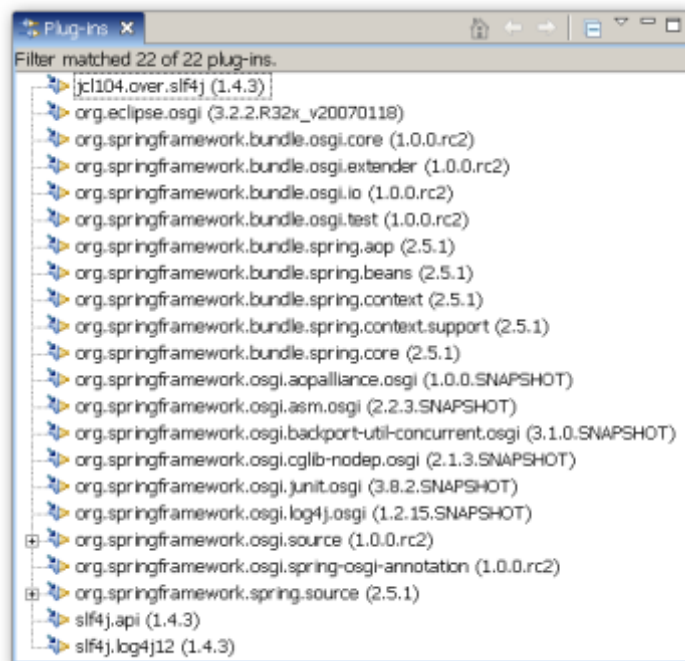 Plug-ins
Filter matched 22 of 22 plug-ins.
jcl104.over.slf4j (1.4.3)
org.eclipse.osgi (3.2.2.R32x_v20070118)
org.springframework.bundle.osgi.core (1.0.0.rc2)
org.springframework.bundle.osgi.extender (1.0.0.rc2)
org.springframework.bundle.osgi.io (1.0.0.rc2)
org.springframework.bundle.osgi.test (1.0.0.rc2)
org.springframework.bundle.spring.aop (2.5.1)
org.springframework.bundle.spring.beans (2.5.1)
org.springframework.bundle.spring.context (2.5.1)
org.springframework.bundle.spring.context.support (2.5.1)
org.springframework.bundle.spring.core (2.5.1)
org.springframework.osgi.aopalliance.osgi (1.0.0.SNAPSHOT)
org.springframework.osgi.asm.osgi (2.2.3.SNAPSHOT)
org.springframework.osgi.backport-util-concurrent.osgi (3.1.0.SNAPSHOT)
org.springframework.osgi.cglib-nodep.osgi (2.1.3.SNAPSHOT)
org.springframework.osgi.junit.osgi (3.8.2.SNAPSHOT)
org.springframework.osgi.log4j.osgi (1.2.15.SNAPSHOT)
org.springframework.osgi.source (1.0.0.rc2)
org.springframework.osgi.spring-osgi-annotation (1.0.0.rc2)
org.springframework.spring.source (2.5.1)
slf4j.api (1.4.3)
slf4j.log4j12 (1.4.3)